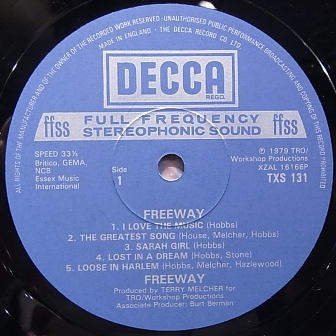 ALL RIGHTS OF THE MANUFACTURER AND OF THE OWNER OF THE RECORDED WORK RESERVED · UNAUTHORISED PUBLIC PERFORMANCE BROADCASTING AND COPYING OF THIS RECORD PROHIBITED
MADE IN ENGLAND · THE DECCA RECORD CO. LTD.
DECCA
REGD.
ffss
FULL FREQUENCY
STEREOPHONIC SOUND
ffss
SPEED 33⅓
Britico, GEMA,
NCB
Essex Music
International
Side
1
℗ 1979 TRO/
Workshop Productions
XZAL 16166P
TXS 131
FREEWAY
1. I LOVE THE MUSIC (Hobbs)
2. THE GREATEST SONG (House, Melcher, Hobbs)
3. SARAH GIRL (Hobbs)
4. LOST IN A DREAM (Hobbs, Stone)
5. LOOSE IN HARLEM (Hobbs, Melcher, Hazlewood)
FREEWAY
Produced by TERRY MELCHER for
TRO/Workshop Productions
Associate Producer: Burt Berman